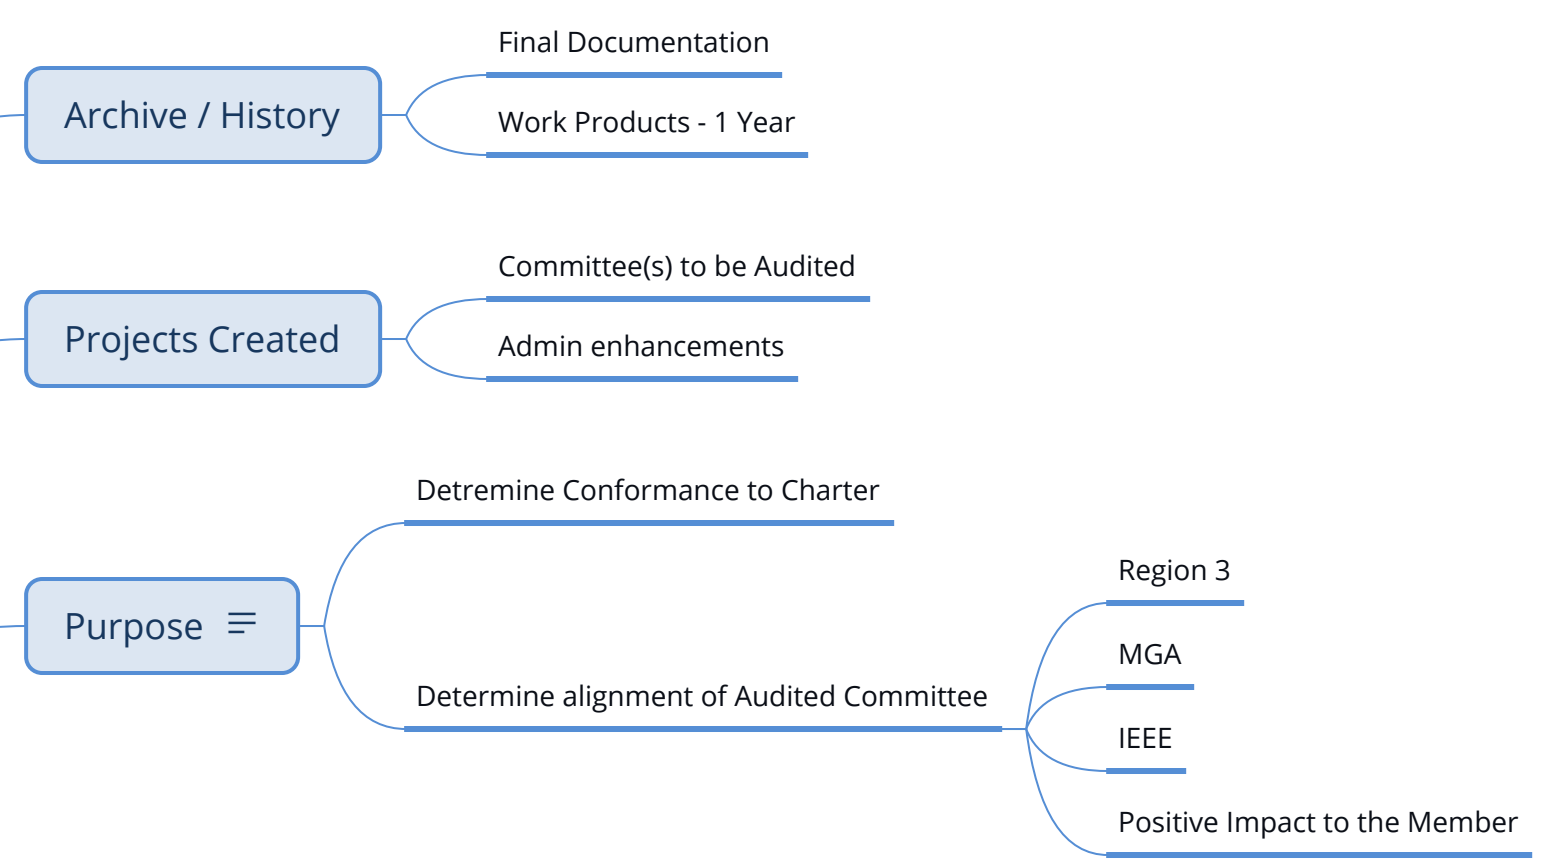 Archive / History
Final Documentation
Work Products - 1 Year
Projects Created
Committee(s) to be Audited
Admin enhancements
Purpose
Detremine Conformance to Charter
Determine alignment of Audited Committee
Region 3
MGA
IEEE
Positive Impact to the Member